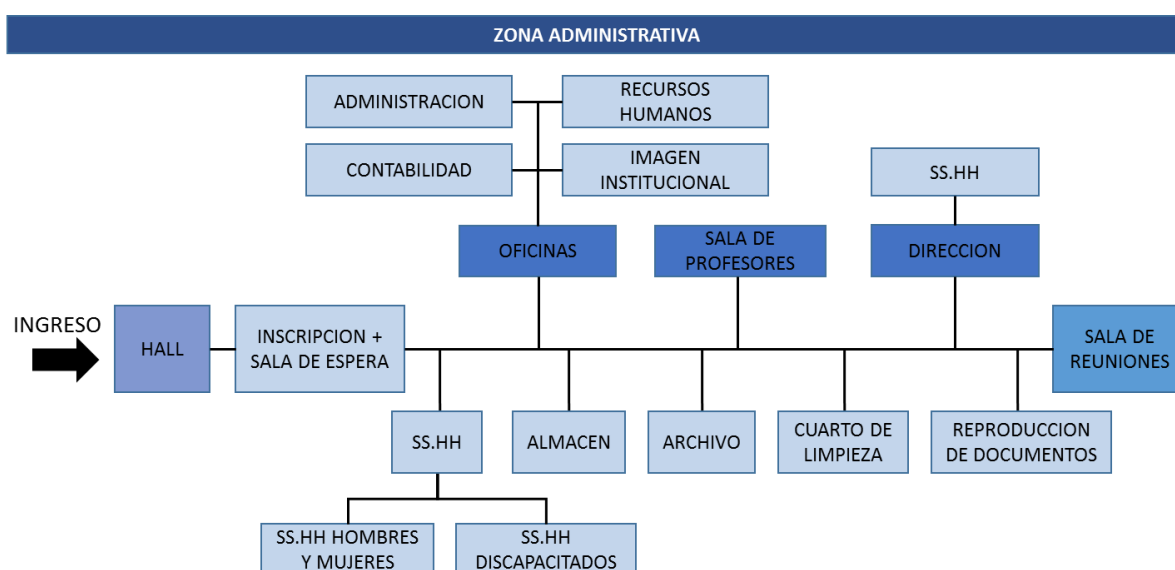 ZONA ADMINISTRATIVA
ADMINISTRACION
RECURSOS
HUMANOS
CONTABILIDAD
IMAGEN
INSTITUCIONAL
SS.HH
OFICINAS
SALA DE
PROFESORES
DIRECCION
INGRESO
HALL
INSCRIPCION +
SALA DE ESPERA
SALA DE
REUNIONES
SS.HH
ALMACEN
ARCHIVO
CUARTO DE
LIMPIEZA
REPRODUCCION
DE DOCUMENTOS
SS.HH HOMBRES
Y MUJERES
SS.HH
DISCAPACITADOS